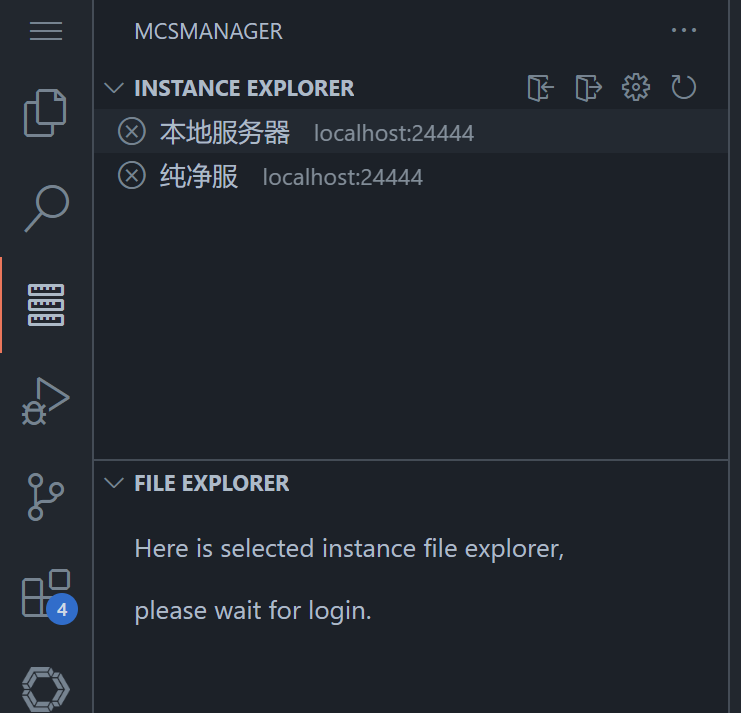 MCSMANAGER
INSTANCE EXPLORER
本地服务器 localhost:24444
纯净服 localhost:24444
FILE EXPLORER
Here is selected instance file explorer,
please wait for login.
4